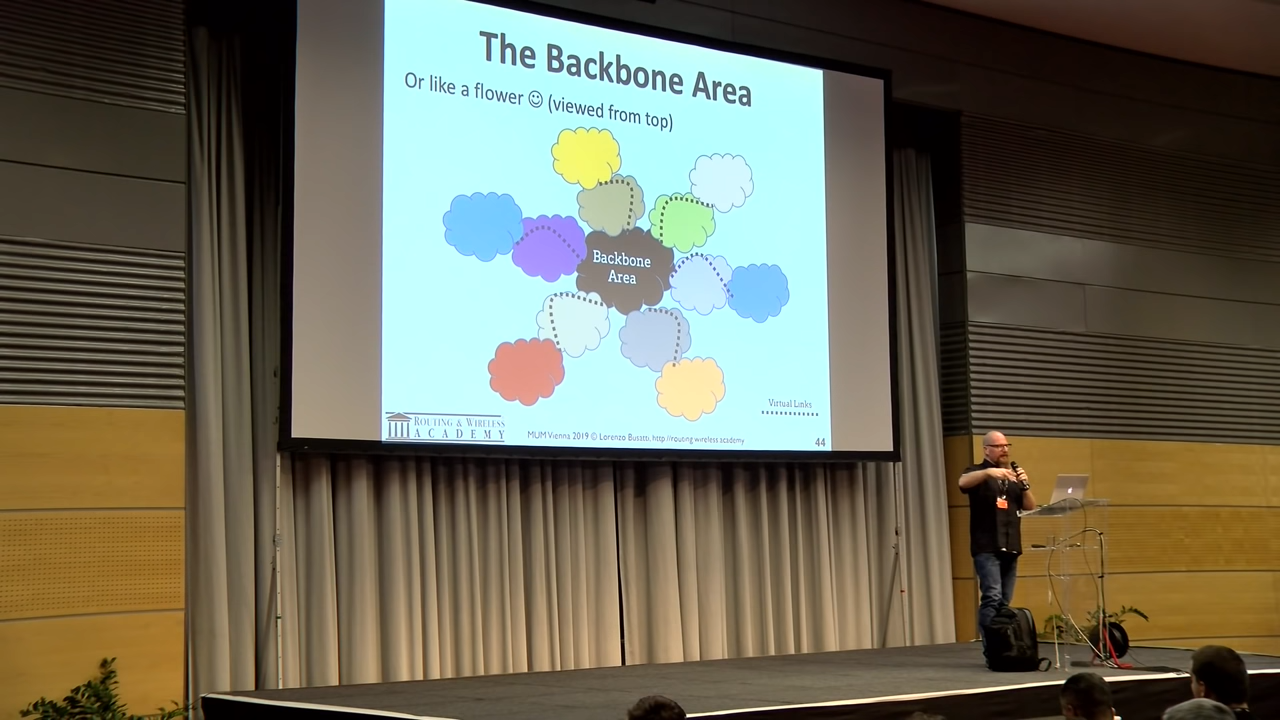 The Backbone Area
Or like a flower ☺ (viewed from top)
Backbone
Area
Virtual Links
ROUTING & WIRELESS
ACADEMY
MUM Vienna 2019 © Lorenzo Busatti, http://routing.wireless.academy
44